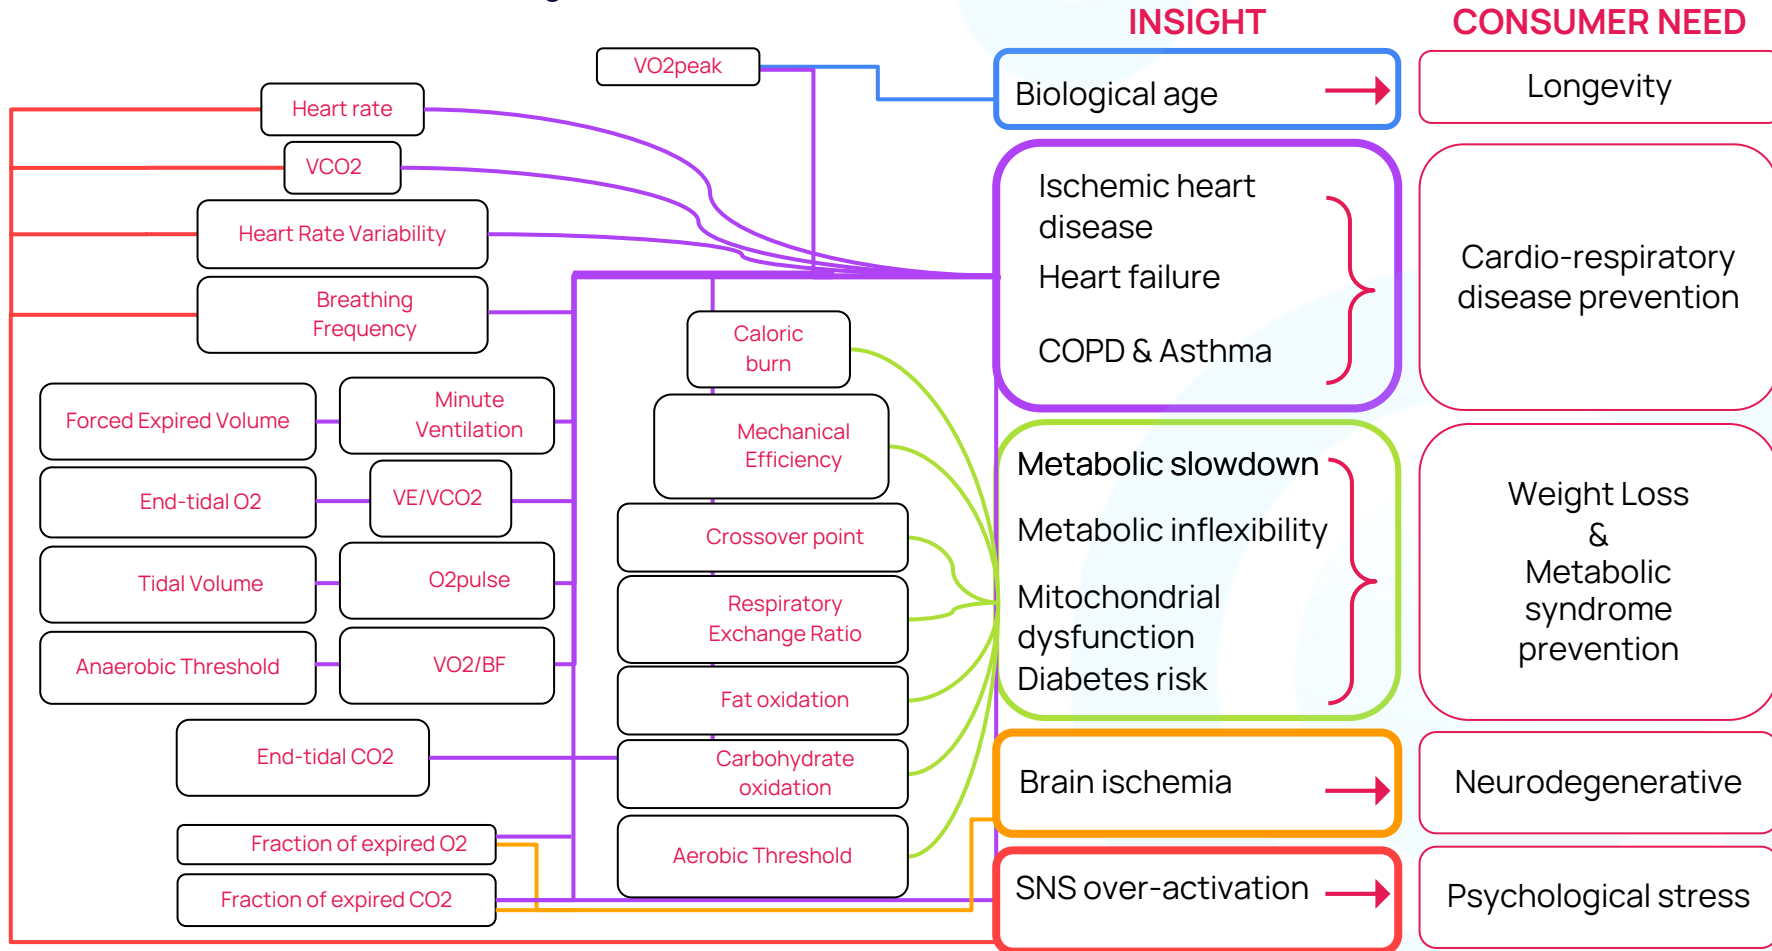 INSIGHT
CONSUMER NEED
VO2peak
Biological age
Longevity
Heart rate
VCO2
Heart Rate Variability
Breathing
Frequency
Ischemic heart
disease
Heart failure
COPD & Asthma
Cardio-respiratory
disease prevention
Caloric
burn
Forced Expired Volume
Minute
Ventilation
Mechanical
Efficiency
End-tidal O2
VE/VCO2
Crossover point
Tidal Volume
O2pulse
Respiratory
Exchange Ratio
Anaerobic Threshold
VO2/BF
Fat oxidation
Metabolic slowdown
Metabolic inflexibility
Mitochondrial
dysfunction
Diabetes risk
Weight Loss
&
Metabolic
syndrome
prevention
End-tidal CO2
Carbohydrate
oxidation
Brain ischemia
Neurodegenerative
Fraction of expired O2
Aerobic Threshold
Fraction of expired CO2
SNS over-activation
Psychological stress